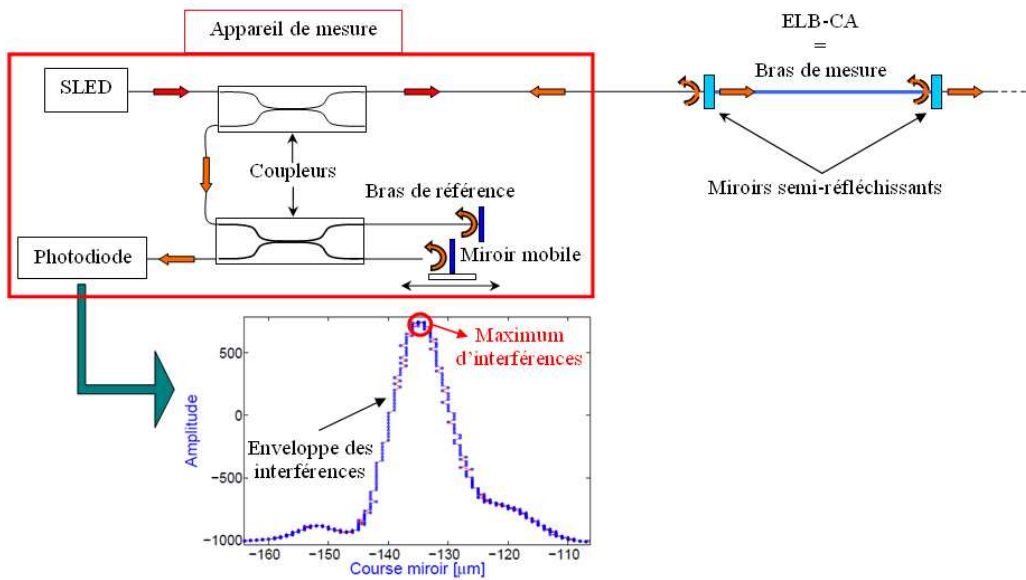 Appareil de mesure
ELB-CA
=
Bras de mesure
SLED
Coupleurs
Bras de référence
Miroirs semi-réfléchissants
Photodiode
Miroir mobile
Maximum
d'interférences
Enveloppe des
interférences
Amplitude
500
0
−500
−1000
−160
−150
−140
−130
−120
−110
Course miroir [μm]